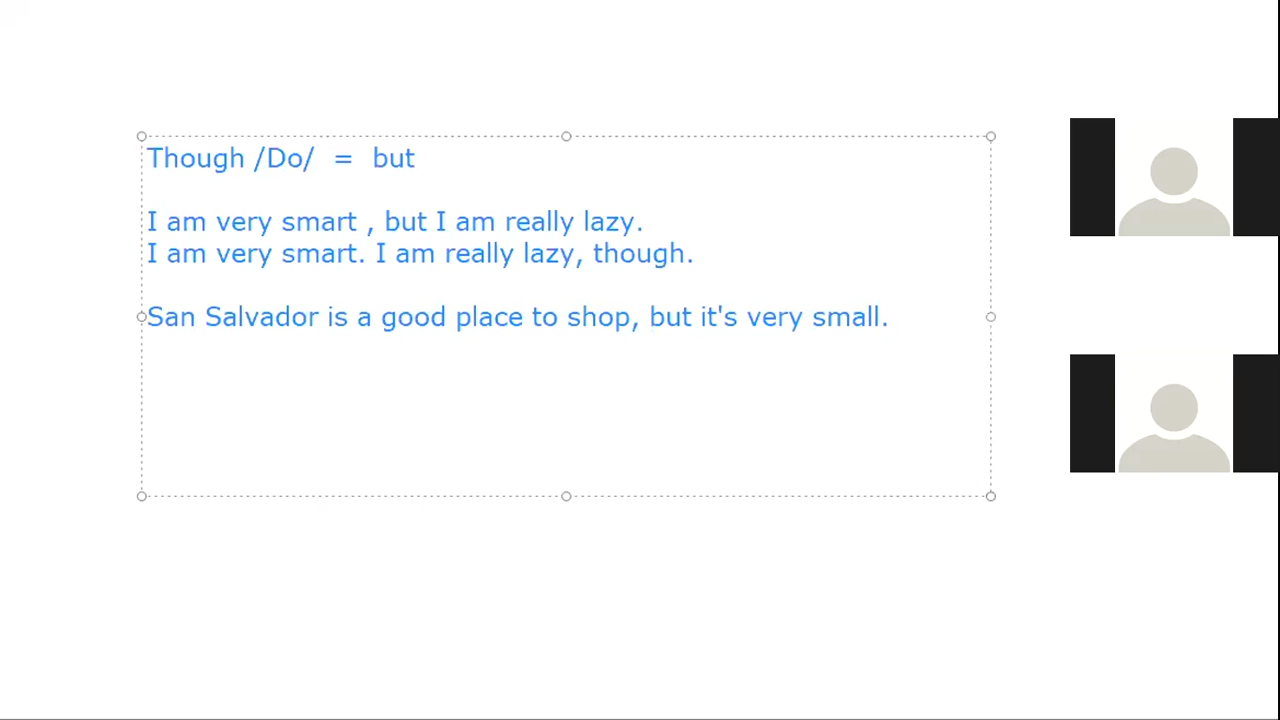 Though /Do/ = but
I am very smart , but I am really lazy.
I am very smart. I am really lazy, though.
San Salvador is a good place to shop, but it's very small.